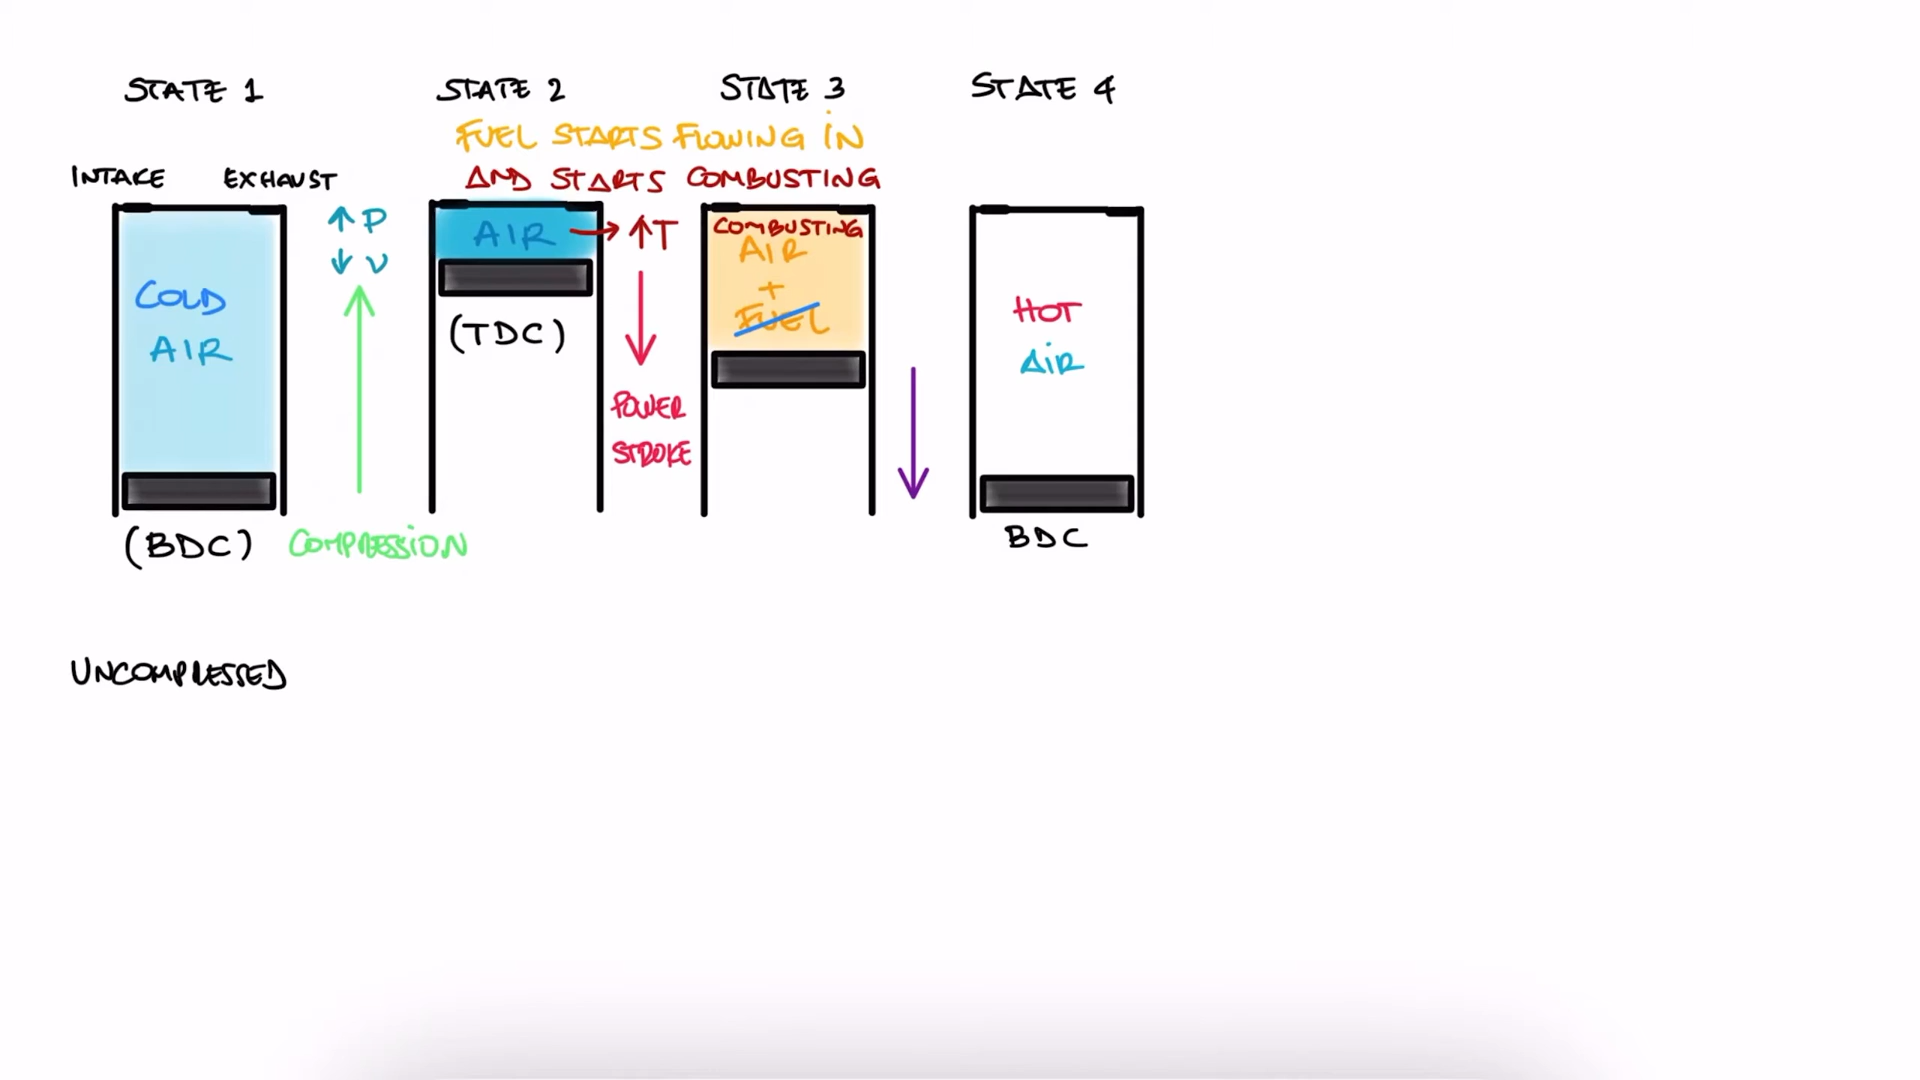 STATE 1
STATE 2
STATE 3
STATE 4
FUEL STARTS FLOWING IN
AND STARTS COMBUSTING
INTAKE
EXHAUST
COLD
AIR
(BDC)
↑ P
↓ v
COMPRESSION
AIR
→ ↑T
(TDC)
POWER
STROKE
COMBUSTING
AIR
+
FUEL
HOT
AIR
BDC
UNCOMPRESSED